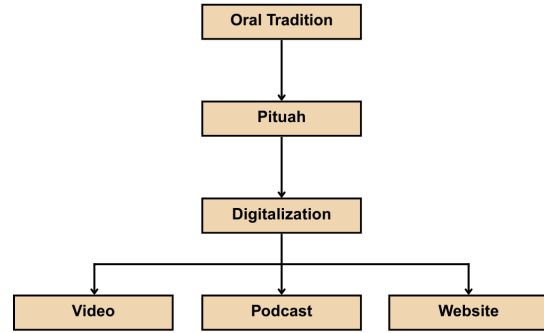 Oral Tradition
Pituah
Digitalization
Video
Podcast
Website